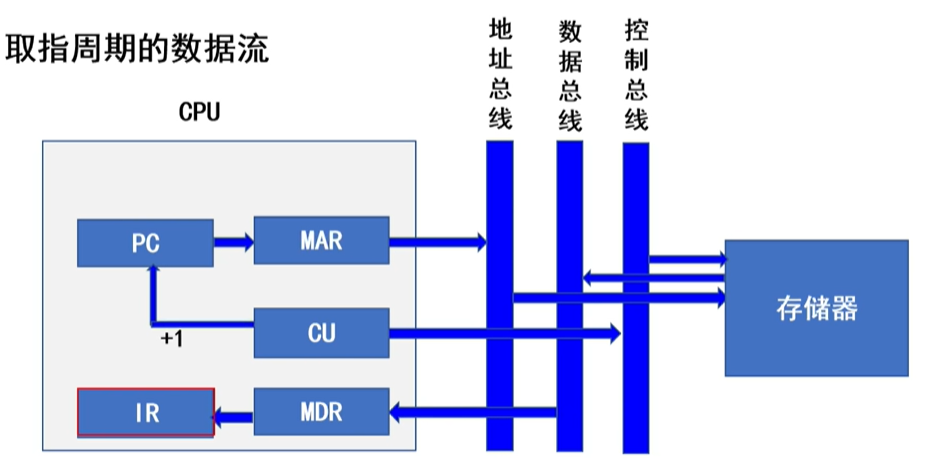 取指周期的数据流
地址总线
数据总线
控制总线
CPU
PC
MAR
CU
+1
IR
MDR
存储器